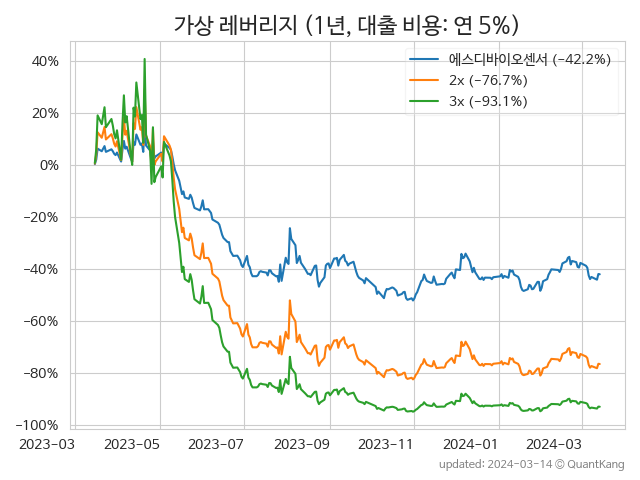 가상 레버리지 (1년, 대출 비용: 연 5%)
에스디바이오센서 (−42.2%)
2x (−76.7%)
3x (−93.1%)
40%
20%
0%
−20%
−40%
−60%
−80%
−100%
2023-03 2023-05 2023-07 2023-09 2023-11 2024-01 2024-03
updated: 2024-03-14 © QuantKang